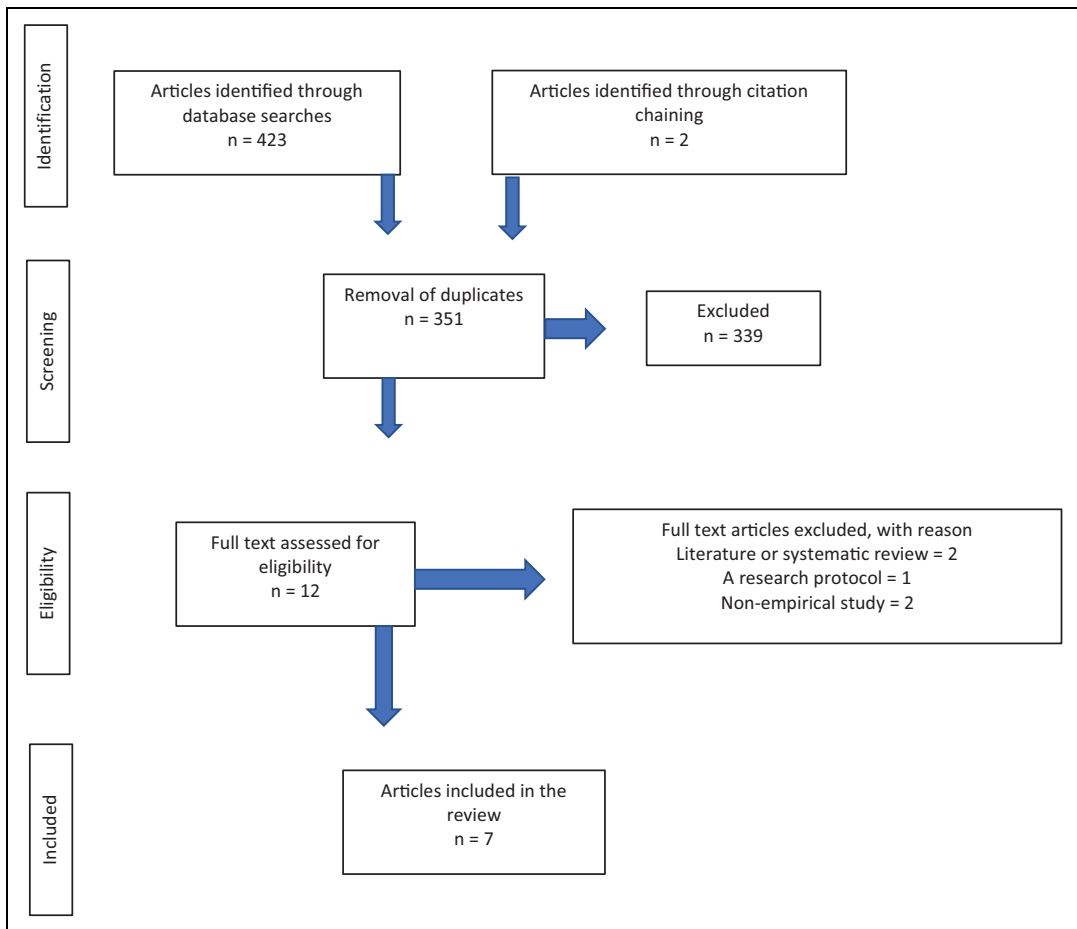 Identification
Articles identified through
database searches
n = 423
Articles identified through citation
chaining
n = 2
Screening
Removal of duplicates
n = 351
Excluded
n = 339
Eligibility
Full text assessed for
eligibility
n = 12
Full text articles excluded, with reason
Literature or systematic review = 2
A research protocol = 1
Non-empirical study = 2
Included
Articles included in the
review
n = 7